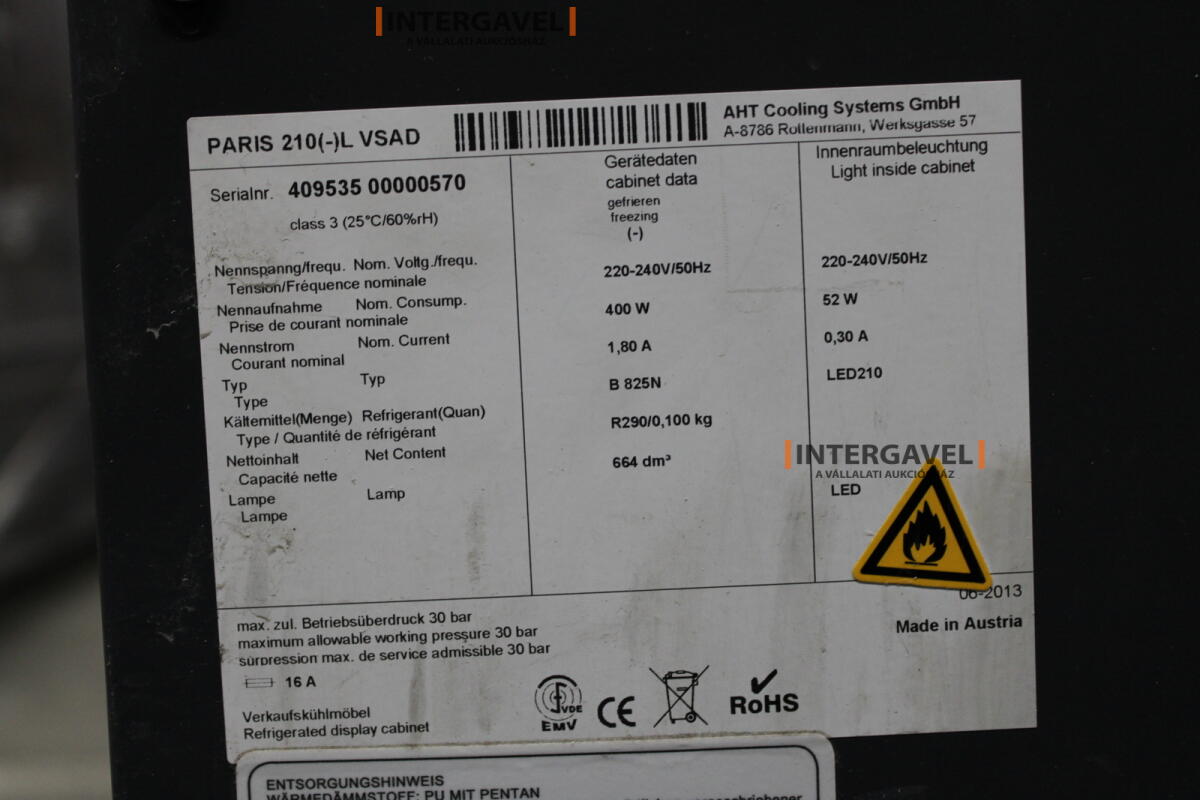 INTERGAVEL
A VÁLLALATI AUKCIÓSHÁZ
PARIS 210(-)L VSAD
AHT Cooling Systems GmbH
A-8786 Rottenmann, Werksgasse 57
Serialnr. 409535 00000570
class 3 (25°C/60%rH)
Gerätedaten
cabinet data
gefrieren
freezing
(-)
Innenraumbeleuchtung
Light inside cabinet
Nennspanng/frequ. Nom. Voltg./frequ. 220-240V/50Hz 220-240V/50Hz
Tension/Fréquence nominale
Nennaufnahme Nom. Consump. 400 W 52 W
Prise de courant nominale
Nennstrom Nom. Current 1,80 A 0,30 A
Courant nominal
Typ Typ B 825N LED210
Type
Kältemittel(Menge) Refrigerant(Quan) R290/0,100 kg
Type / Quantité de réfrigérant
Nettoinhalt Net Content 664 dm³
Capacité nette
INTERGAVEL
A VÁLLALATI AUKCIÓSHÁZ
Lampe Lamp LED
Lampe
06-2013
Made in Austria
max. zul. Betriebsüberdruck 30 bar
maximum allowable working pressure 30 bar
surpression max. de service admissible 30 bar
16 A
Verkaufskühlmöbel
Refrigerated display cabinet
VDE
EMV
CE
RoHS
ENTSORGUNGSHINWEIS
WÄRMEDÄMMSTOFF: PU MIT PENTAN